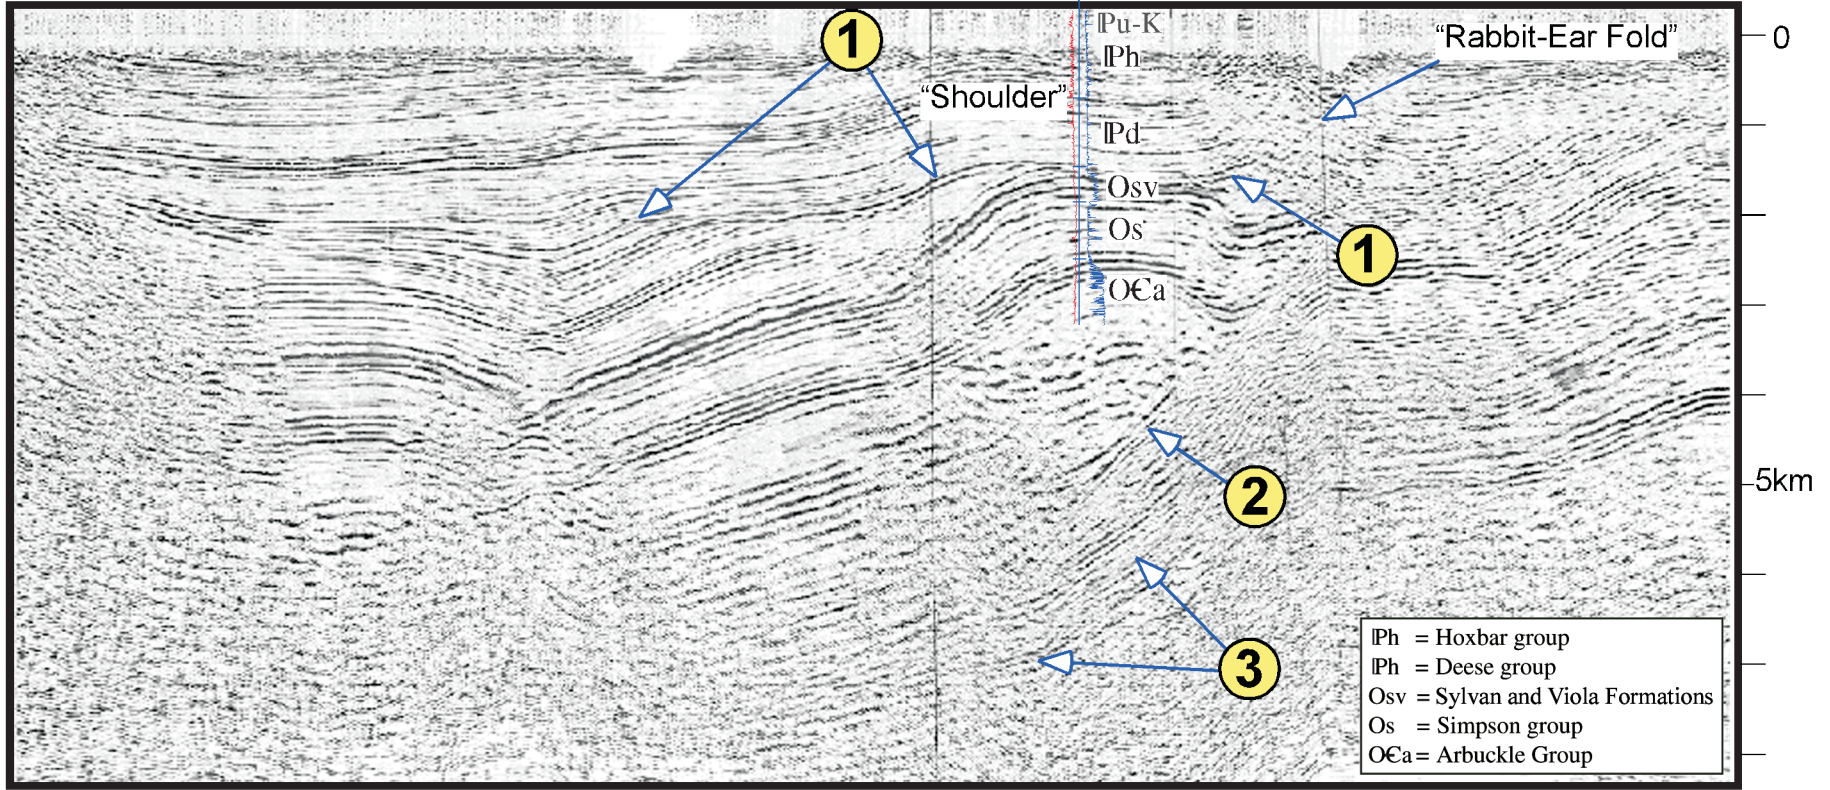 1
ℙu-K
"Rabbit-Ear Fold"
0
ℙh
"Shoulder"
ℙd
Osv
Os
1
O€a
5km
2
3
ℙh = Hoxbar group
ℙh = Deese group
Osv = Sylvan and Viola Formations
Os = Simpson group
O€a = Arbuckle Group